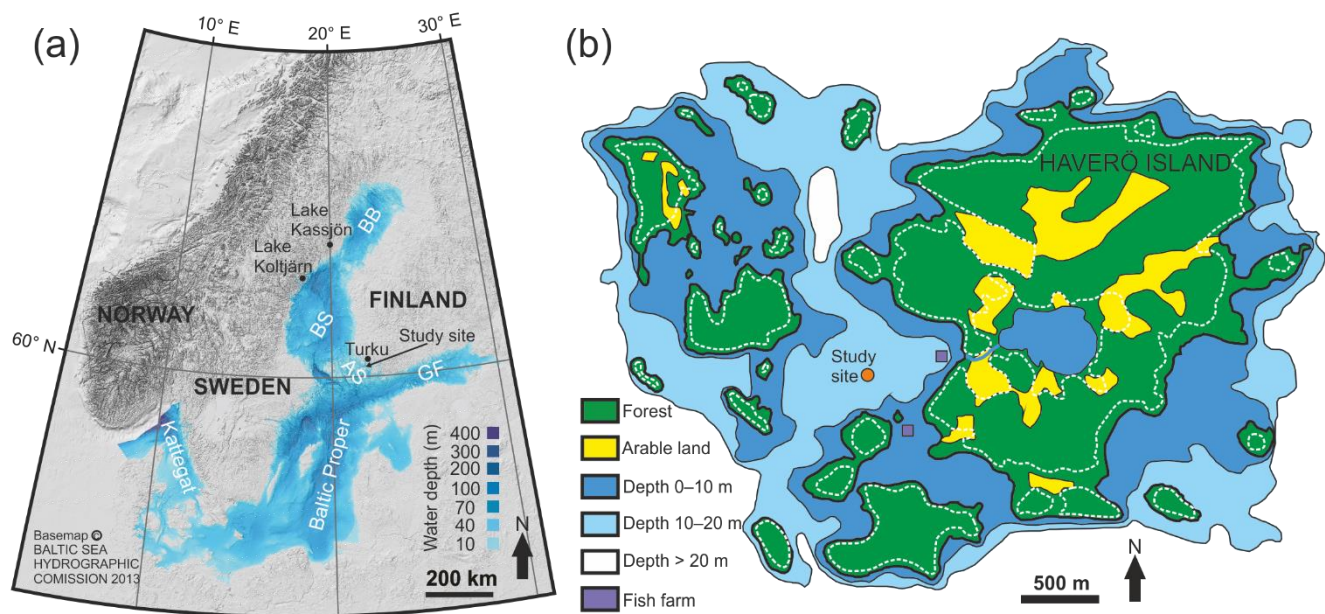 (a)
10° E
20° E
30° E
Lake
Kassjön
BB
Lake
Koltjärn
FINLAND
NORWAY
BS
Study site
Turku
60° N
AS
GF
SWEDEN
Kattegat
Baltic Proper
Water depth (m)
400
300
200
100
70
40
10
N
Basemap ©
BALTIC SEA
HYDROGRAPHIC
COMISSION 2013
200 km
(b)
HAVERÖ ISLAND
Study
site
Forest
Arable land
Depth 0–10 m
Depth 10–20 m
Depth > 20 m
Fish farm
500 m
N